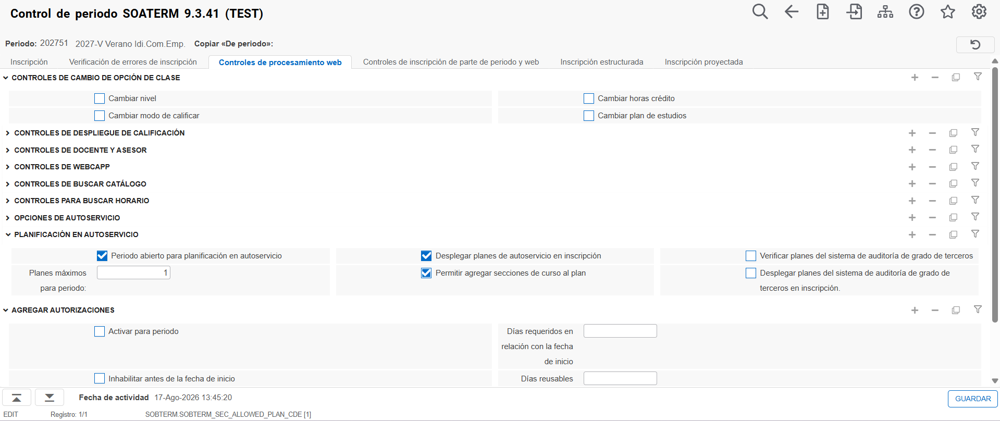 Control de periodo SOATERM 9.3.41 (TEST)
Periodo: 202751 2027-V Verano Idi.Com.Emp. Copiar «De periodo»:
Inscripción Verificación de errores de inscripción Controles de procesamiento web Controles de inscripción de parte de periodo y web Inscripción estructurada Inscripción proyectada
CONTROLES DE CAMBIO DE OPCIÓN DE CLASE
Cambiar nivel Cambiar horas crédito
Cambiar modo de calificar Cambiar plan de estudios
CONTROLES DE DESPLIEGUE DE CALIFICACIÓN
CONTROLES DE DOCENTE Y ASESOR
CONTROLES DE WEBCAPP
CONTROLES DE BUSCAR CATÁLOGO
CONTROLES PARA BUSCAR HORARIO
OPCIONES DE AUTOSERVICIO
PLANIFICACIÓN EN AUTOSERVICIO
Periodo abierto para planificación en autoservicio Desplegar planes de autoservicio en inscripción Verificar planes del sistema de auditoría de grado de terceros
Planes máximos para periodo: 1 Permitir agregar secciones de curso al plan Desplegar planes del sistema de auditoría de grado de
terceros en inscripción.
AGREGAR AUTORIZACIONES
Activar para periodo Días requeridos en
relación con la fecha
de inicio
Inhabilitar antes de la fecha de inicio Días reusables
Fecha de actividad 17-Ago-2026 13:45:20 GUARDAR
EDIT Registro: 1/1 SOBTERM.SOBTERM_SEC_ALLOWED_PLAN_CDE [1]